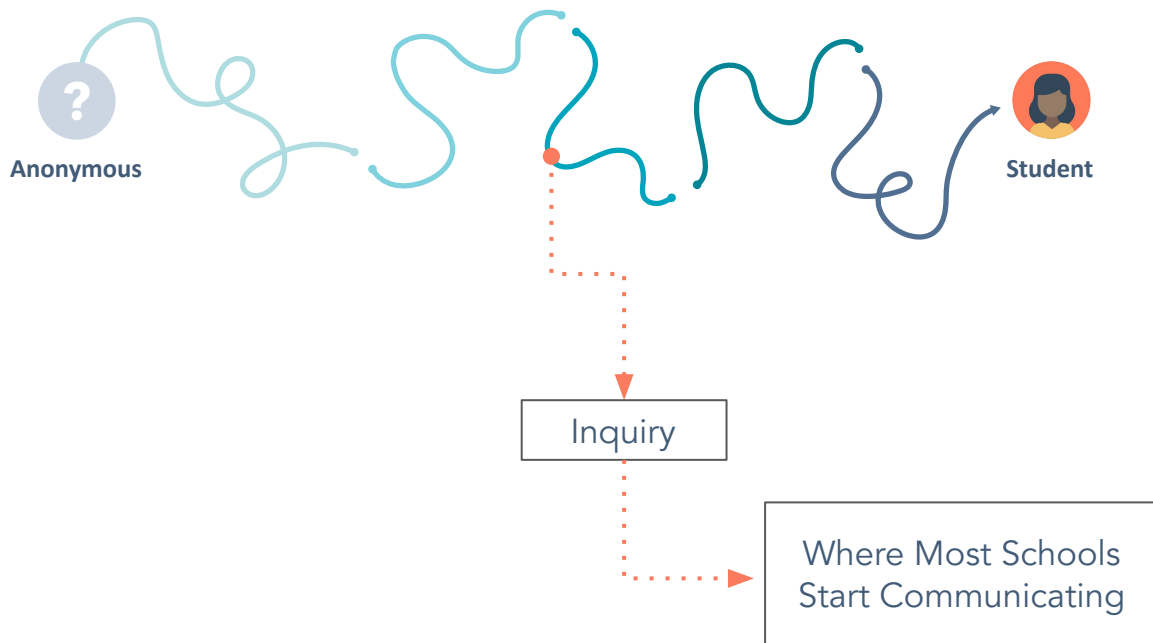 ?
Anonymous
Student
Inquiry
Where Most Schools
Start Communicating